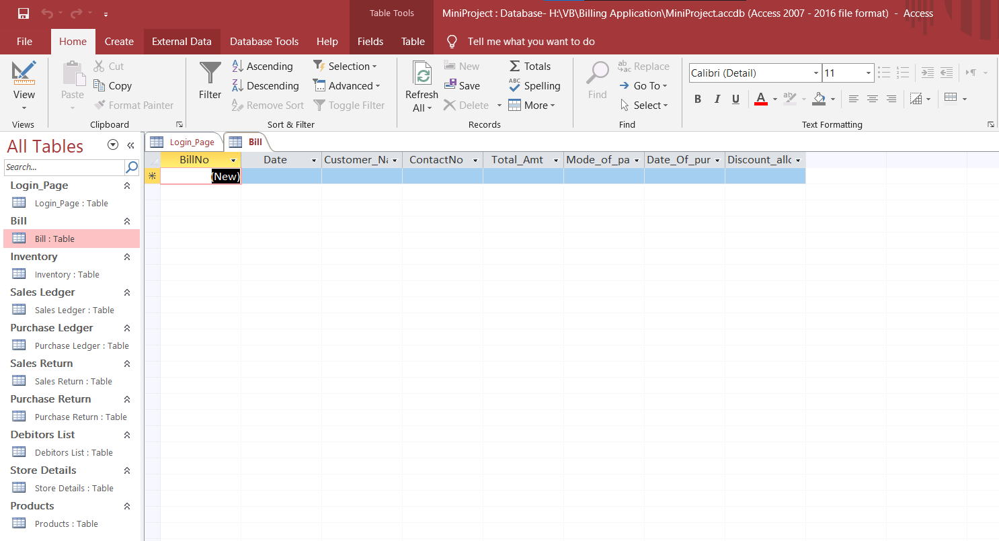 Table Tools MiniProject : Database- H:\VB\Billing Application\MiniProject.accdb (Access 2007 - 2016 file format) - Access
File Home Create External Data Database Tools Help Fields Table Tell me what you want to do
View
Views
Paste
Cut
Copy
Format Painter
Clipboard
Filter
Ascending
Descending
Remove Sort
Selection
Advanced
Toggle Filter
Sort & Filter
Refresh
All
New
Save
Delete
Totals
Spelling
More
Records
Find
Replace
Go To
Select
Find
Calibri (Detail) 11
B I U A
Text Formatting
All Tables
Search...
Login_Page
Login_Page : Table
Bill
Bill : Table
Inventory
Inventory : Table
Sales Ledger
Sales Ledger : Table
Purchase Ledger
Purchase Ledger : Table
Sales Return
Sales Return : Table
Purchase Return
Purchase Return : Table
Debitors List
Debitors List : Table
Store Details
Store Details : Table
Products
Products : Table
Login_Page Bill
BillNo Date Customer_Na ContactNo Total_Amt Mode_of_pa Date_Of_pur Discount_allo
(New)